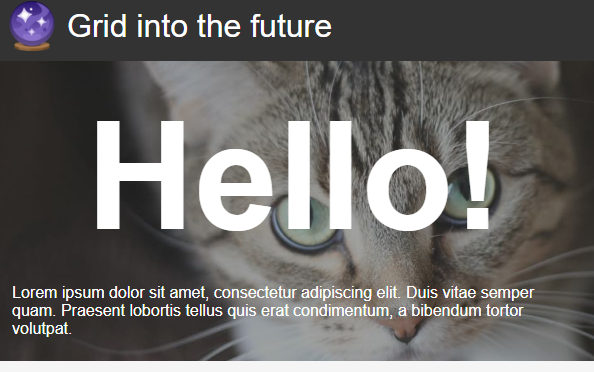 Grid into the future
Hello!
Lorem ipsum dolor sit amet, consectetur adipiscing elit. Duis vitae semper
quam. Praesent lobortis tellus quis erat condimentum, a bibendum tortor
volutpat.